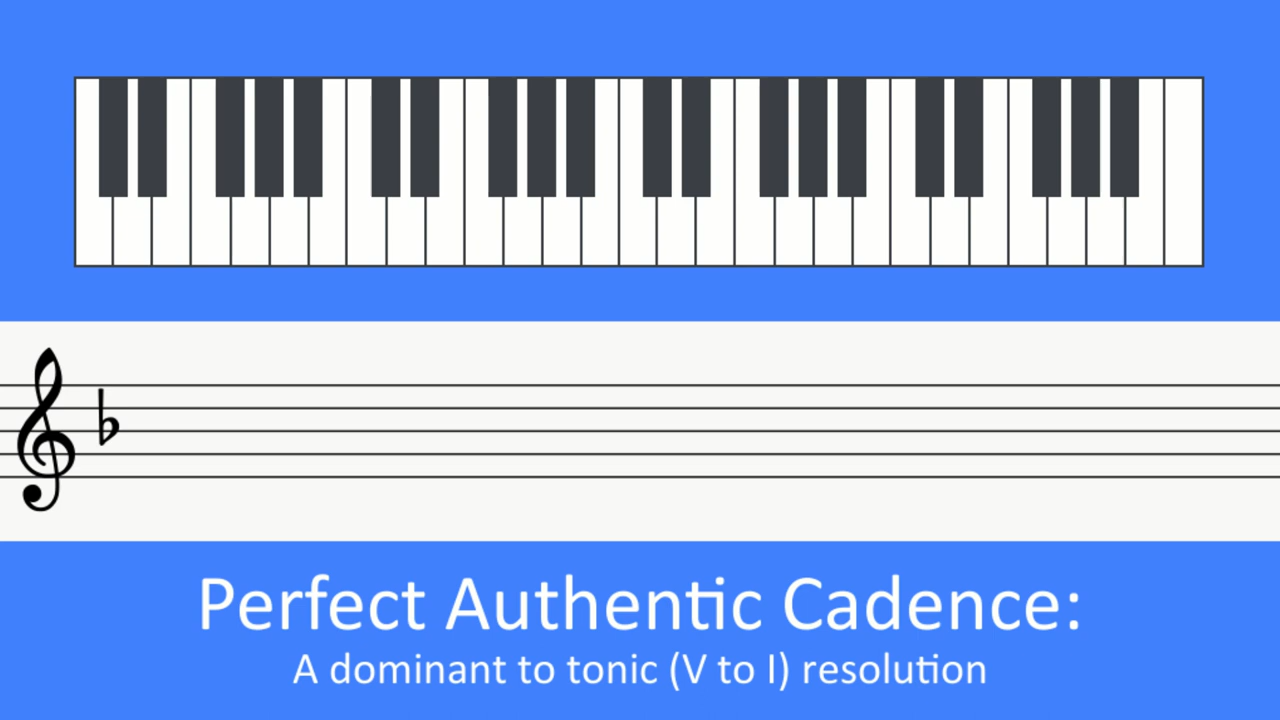 Perfect Authentic Cadence:
A dominant to tonic (V to I) resolution